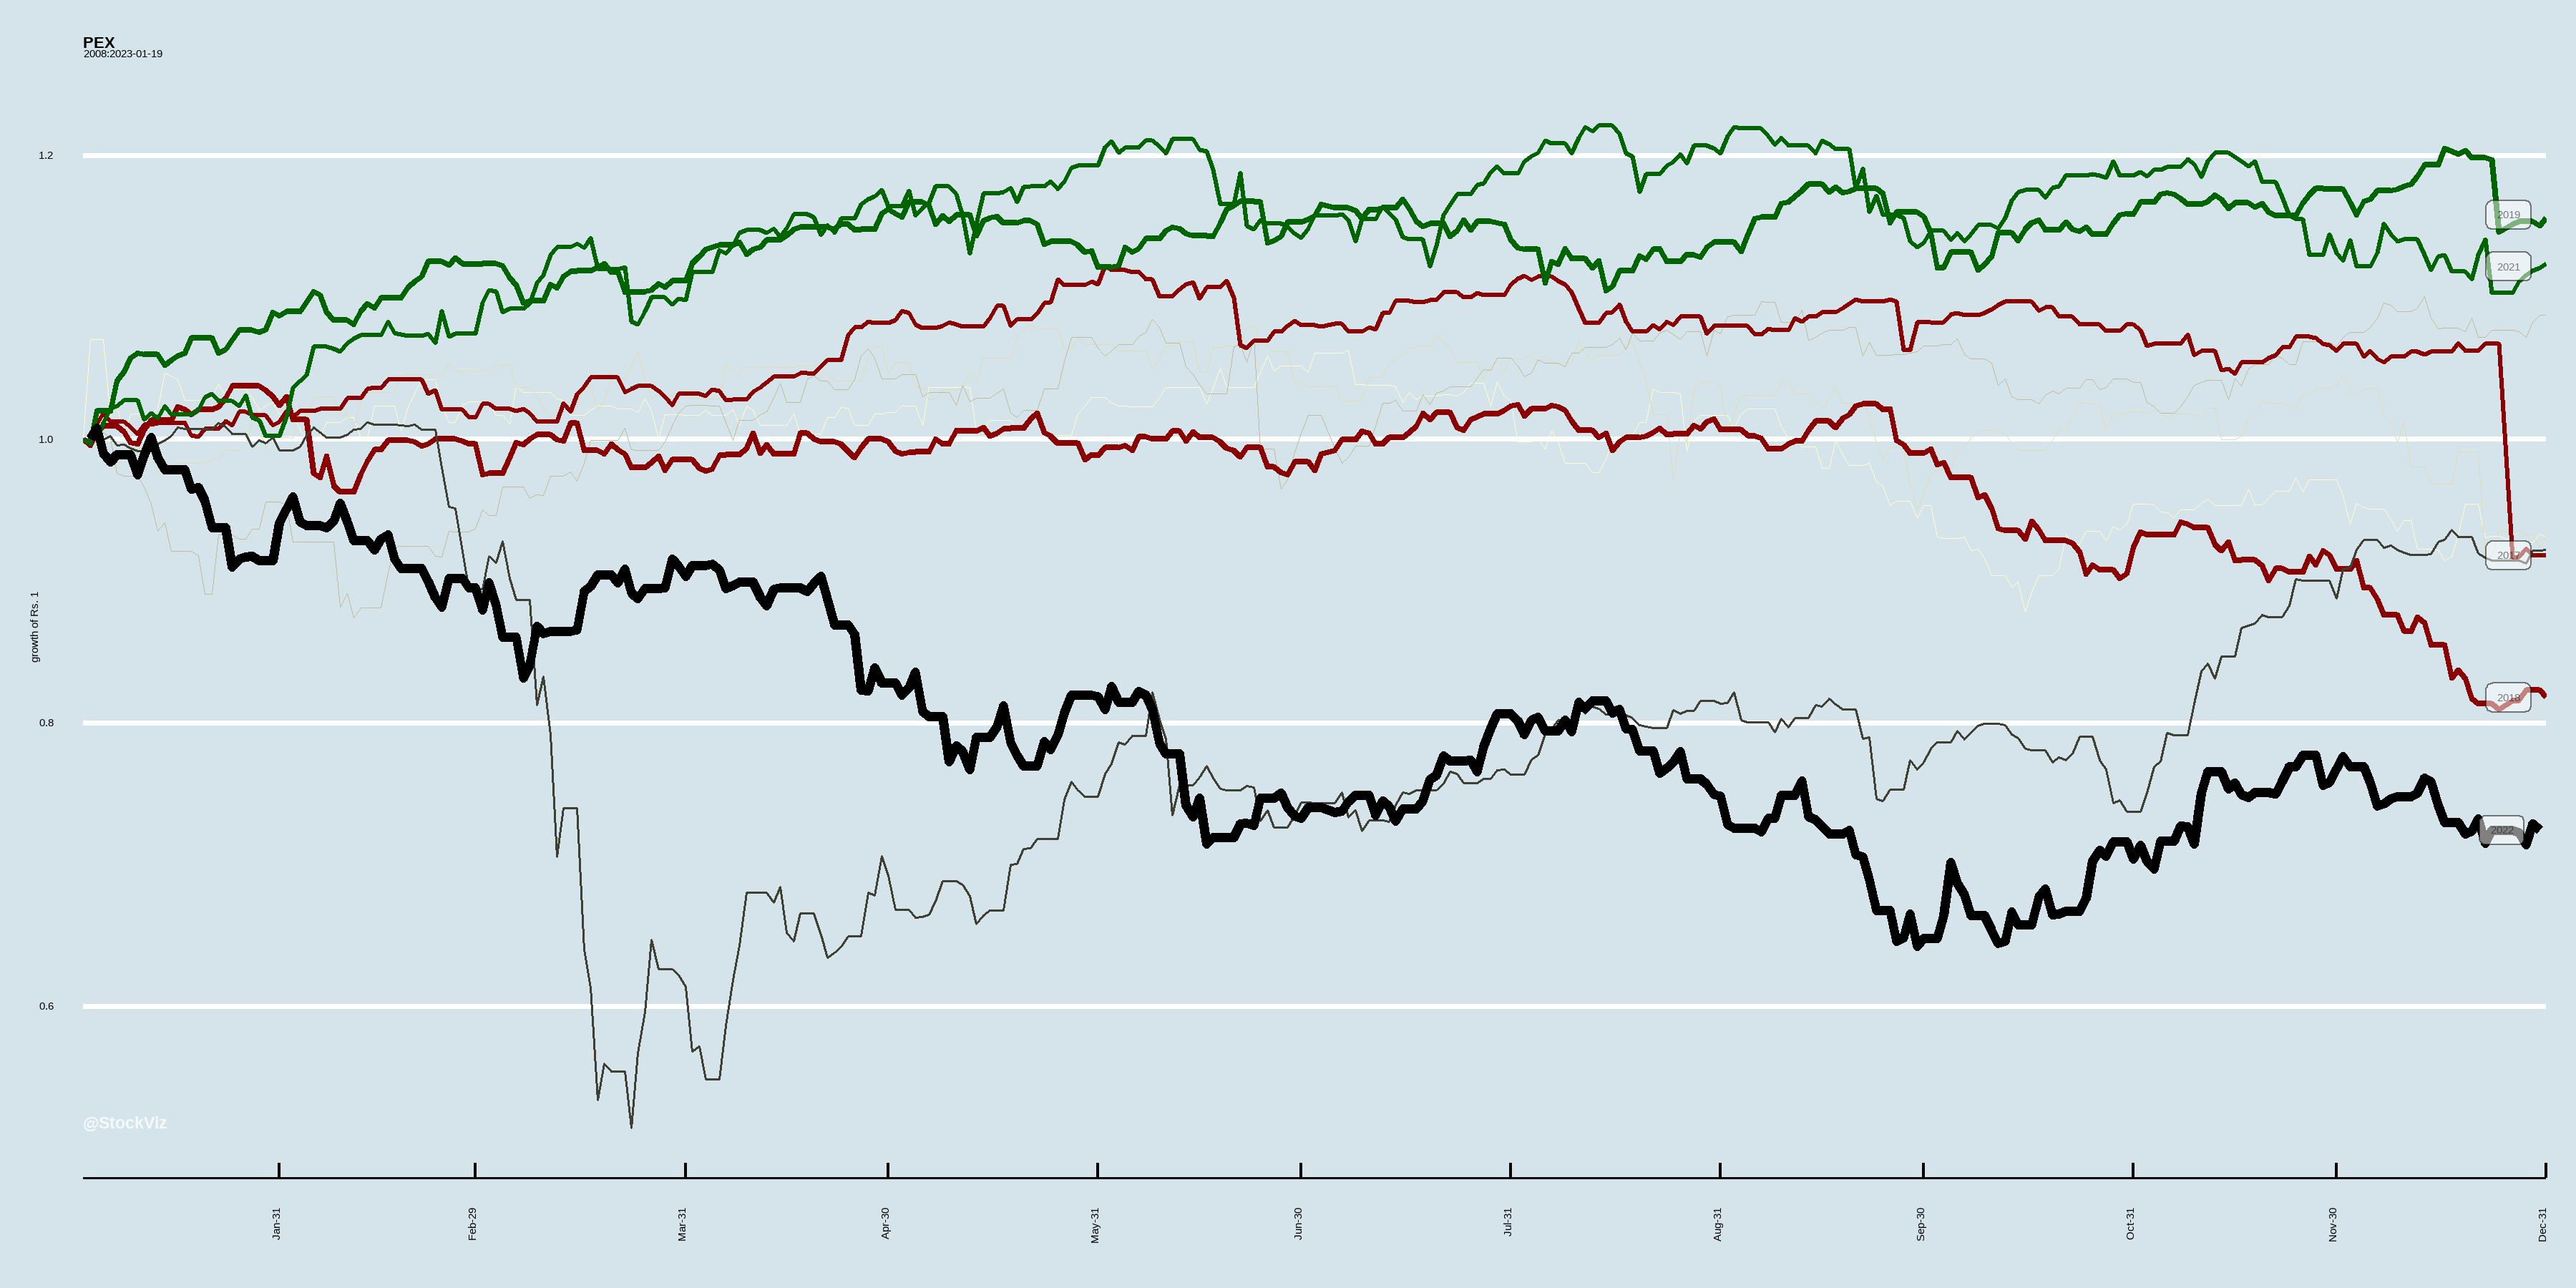 PEX
2008:2023-01-19
1.2
1.0
0.8
0.6
growth of Rs. 1
2019
2021
2017
2018
2022
@StockViz
Jan-31
Feb-29
Mar-31
Apr-30
May-31
Jun-30
Jul-31
Aug-31
Sep-30
Oct-31
Nov-30
Dec-31